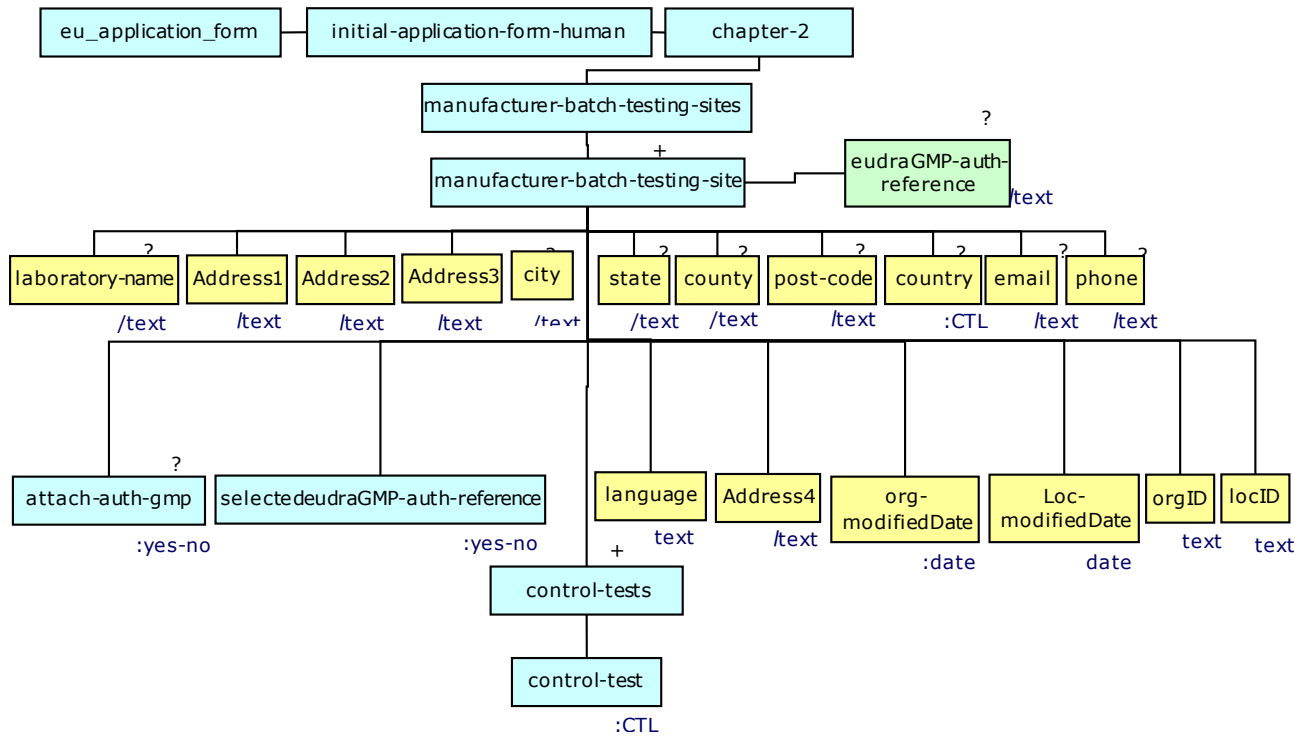 eu_application_form
initial-application-form-human
chapter-2
manufacturer-batch-testing-sites
?
+
eudraGMP-auth-
reference
manufacturer-batch-testing-site
/text
? ? ? ? ? ? ?
laboratory-name Address1 Address2 Address3 city state county post-code country email phone
/text /text /text /text /text /text /text /text :CTL /text /text
?
attach-auth-gmp selectedeudraGMP-auth-reference language Address4 org-
modifiedDate
Loc-
modifiedDate
orgID locID
:yes-no :yes-no text /text :date date text text
+
control-tests
control-test
:CTL